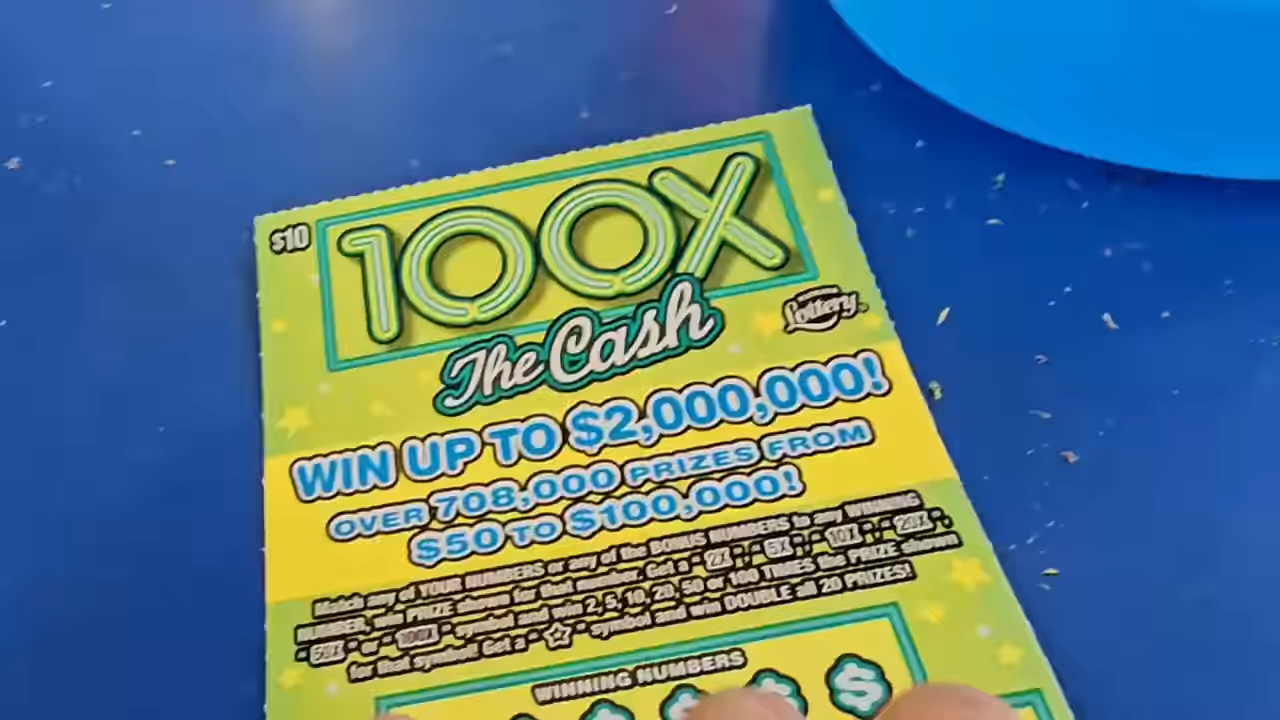 $10
100X
The Cash
Lottery
WIN UP TO $2,000,000!
OVER 708,000 PRIZES FROM
$50 TO $100,000!
Match any of YOUR NUMBERS or any of the BONUS NUMBERS to any WINNING
NUMBER, win PRIZE shown for that number. Get a "2X", "5X", "10X", "20X",
"50X" or "100X" symbol and win 2, 5, 10, 20, 50 or 100 TIMES the PRIZE shown
for that symbol! Get a "☆" symbol and win DOUBLE all 20 PRIZES!
WINNING NUMBERS
$ $ $ $ $